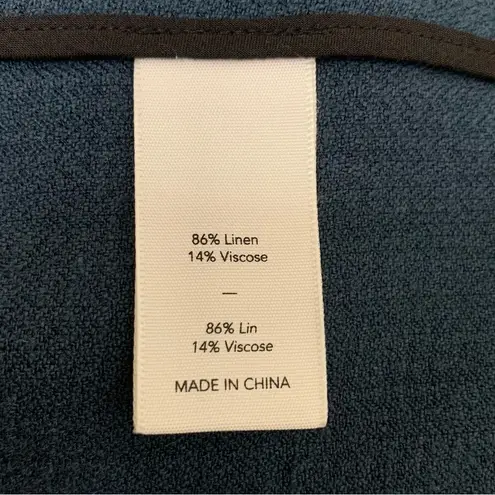 86% Linen
14% Viscose
—
86% Lin
14% Viscose
MADE IN CHINA